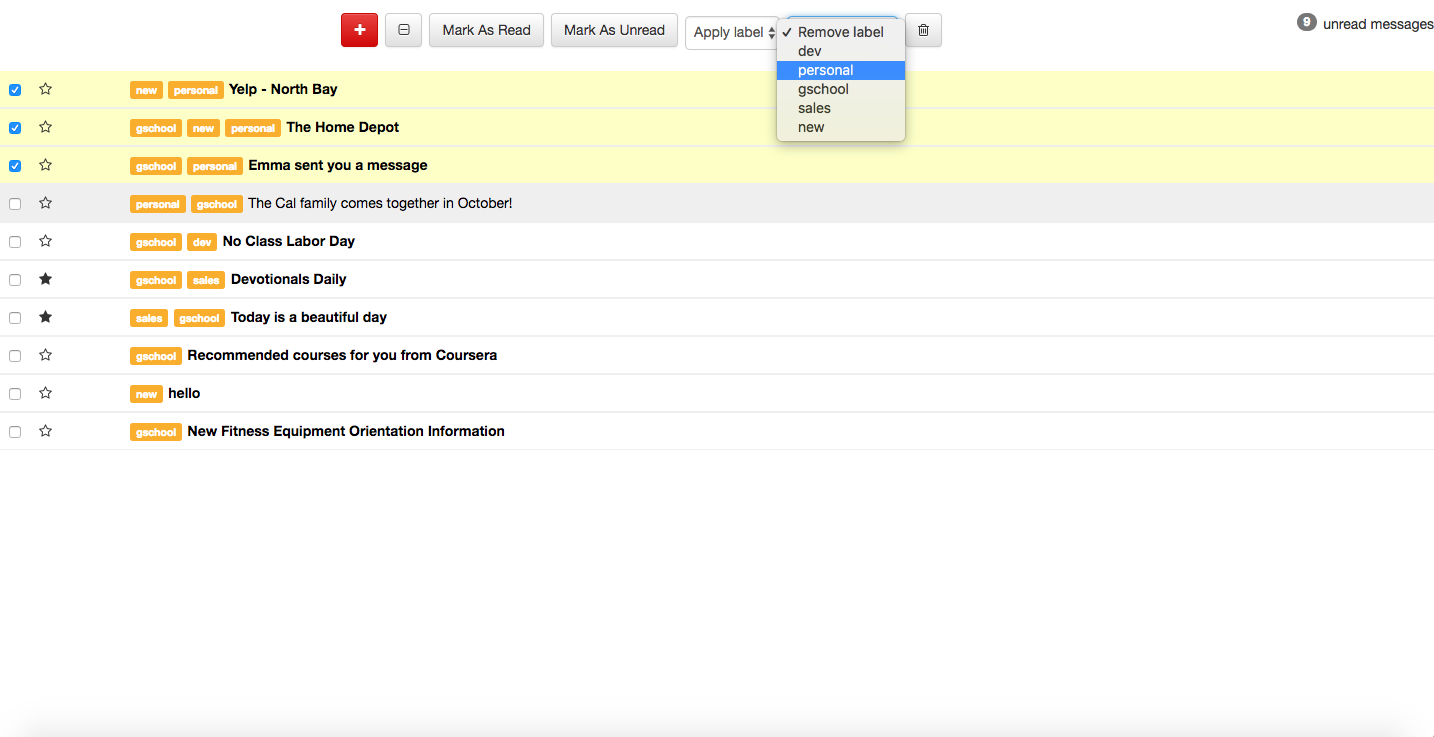 + Mark As Read Mark As Unread Apply label 9 unread messages
✓ Remove label
dev
personal
gschool
sales
new
new personal Yelp - North Bay
gschool new personal The Home Depot
gschool personal Emma sent you a message
personal gschool The Cal family comes together in October!
gschool dev No Class Labor Day
gschool sales Devotionals Daily
sales gschool Today is a beautiful day
gschool Recommended courses for you from Coursera
new hello
gschool New Fitness Equipment Orientation Information